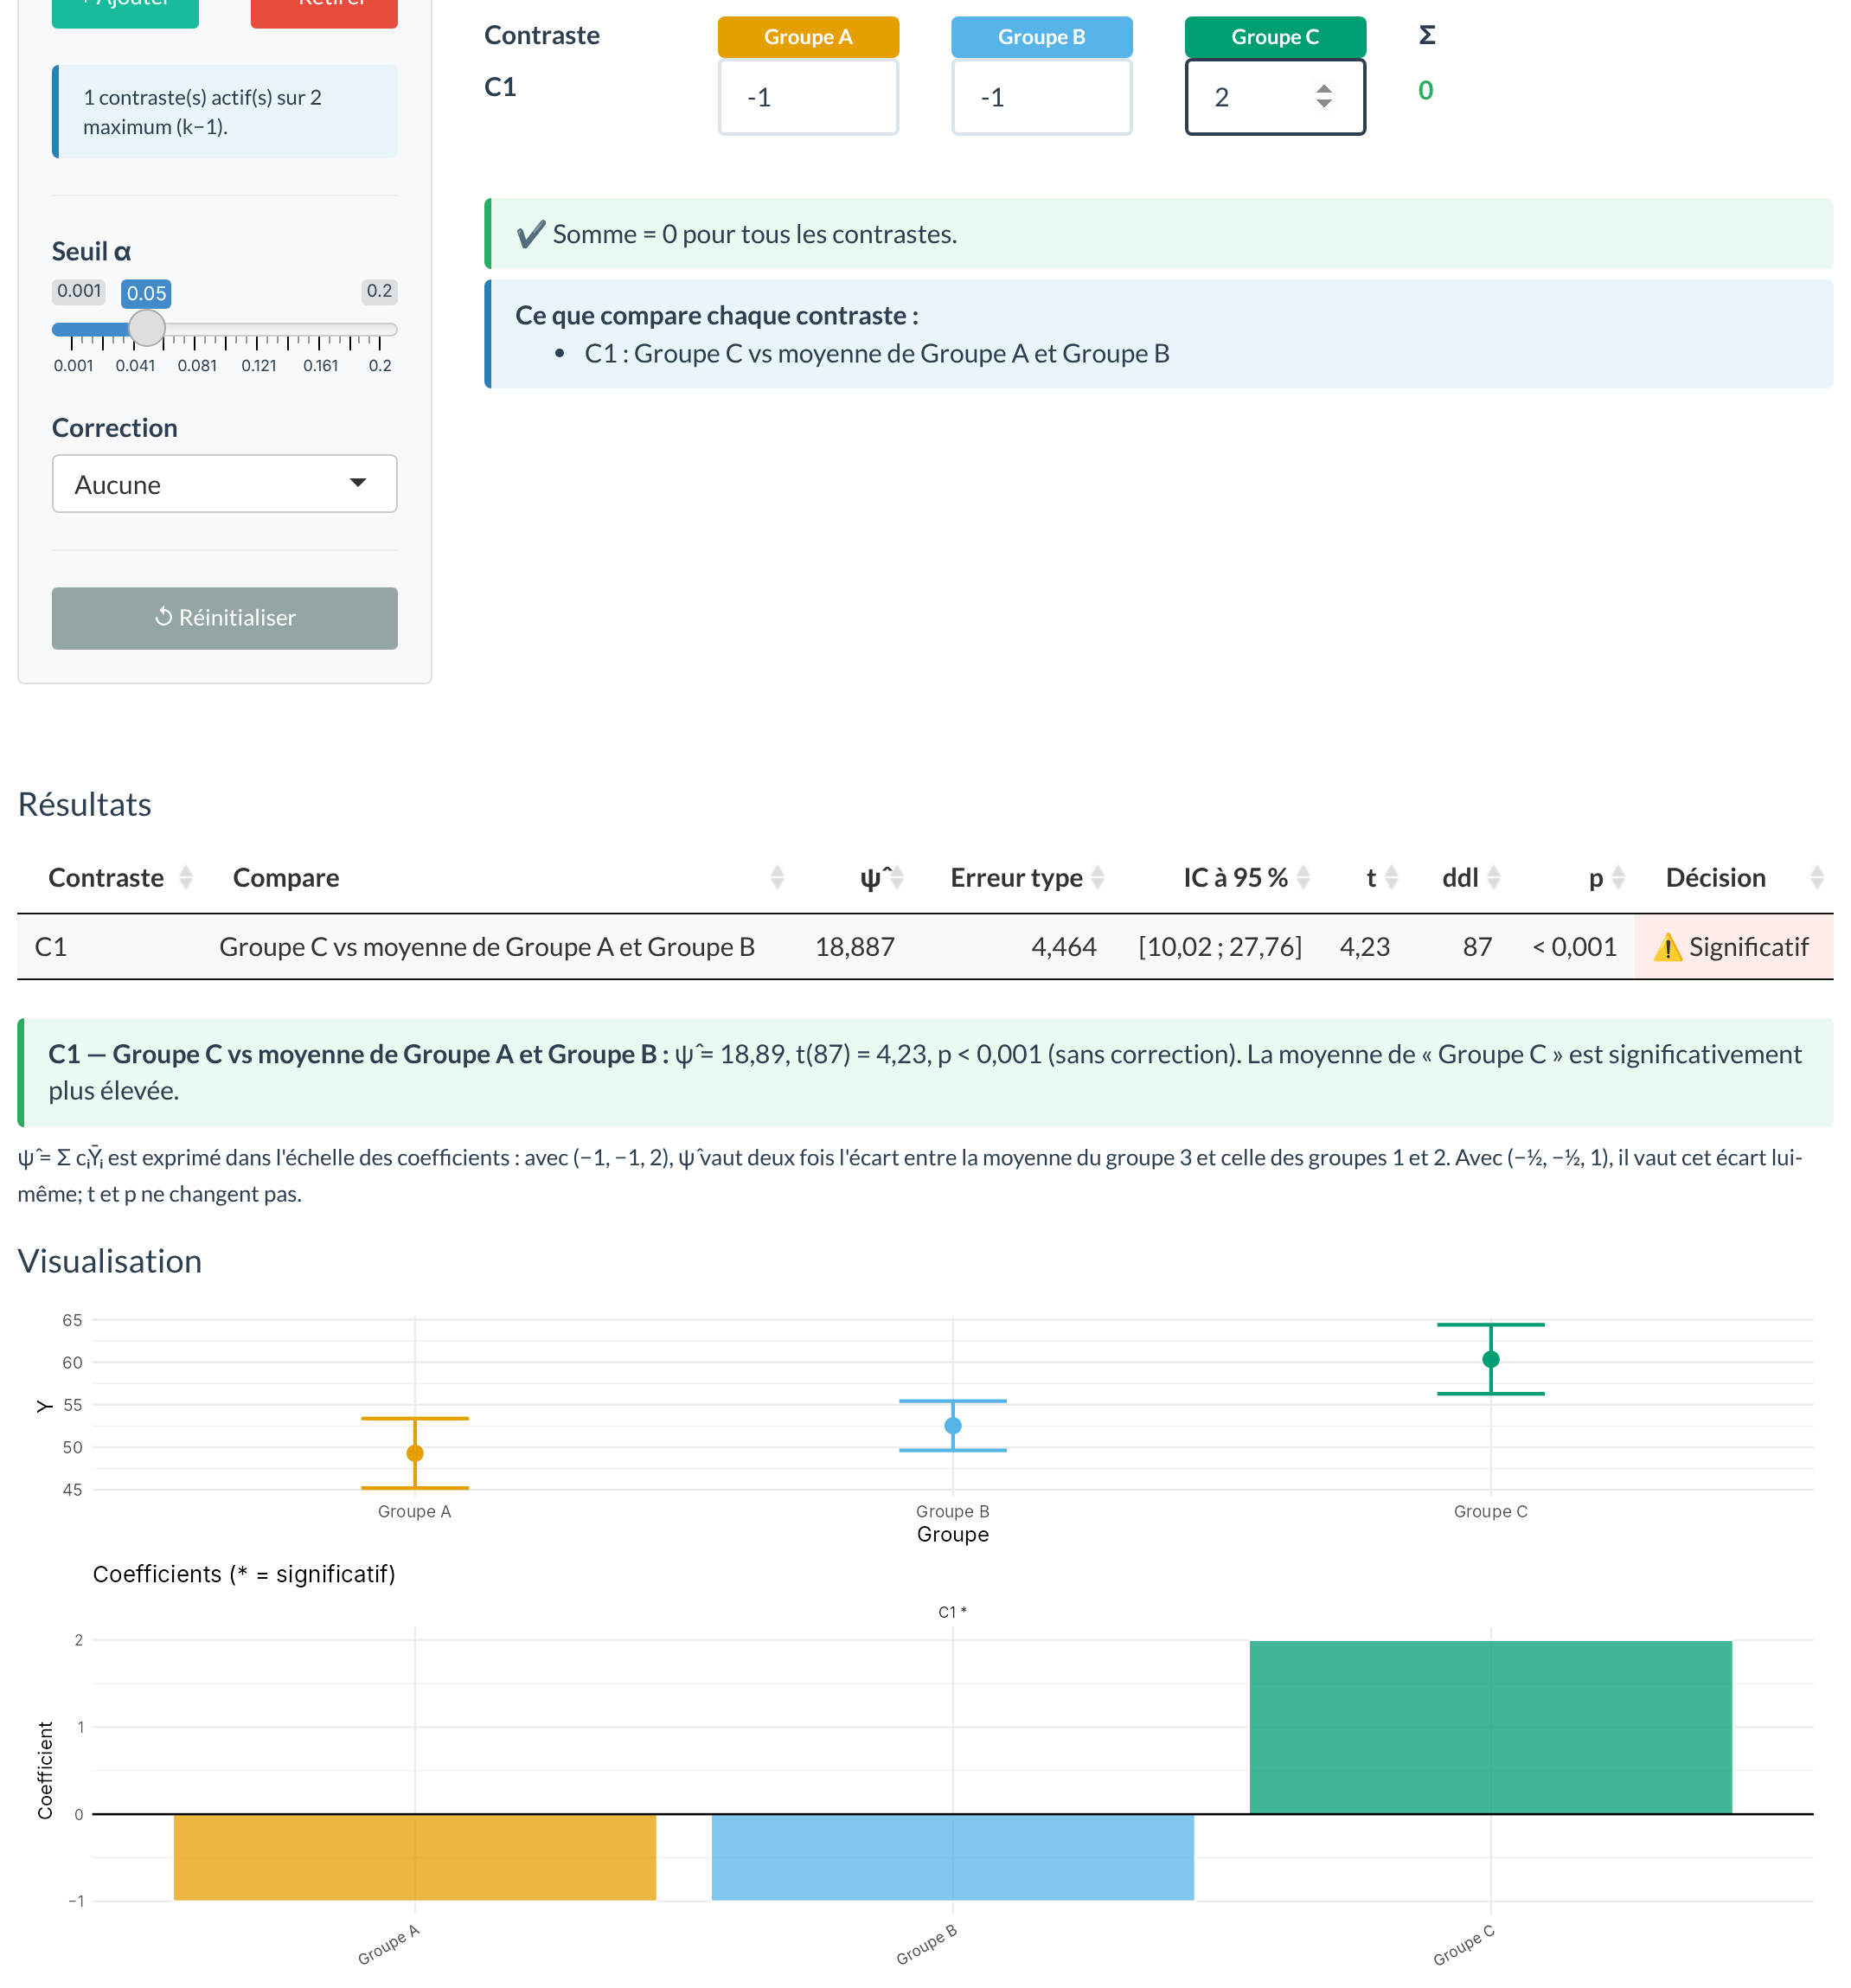 + Ajouter
Retirer
1 contraste(s) actif(s) sur 2
maximum (k−1).
Seuil α
0.001
0.05
0.2
0.001 0.041 0.081 0.121 0.161 0.2
Correction
Aucune
Réinitialiser
Contraste Groupe A Groupe B Groupe C Σ
C1 -1 -1 2 0
✔ Somme = 0 pour tous les contrastes.
Ce que compare chaque contraste :
• C1 : Groupe C vs moyenne de Groupe A et Groupe B
Résultats
Contraste Compare ψ̂ Erreur type IC à 95 % t ddl p Décision
C1 Groupe C vs moyenne de Groupe A et Groupe B 18,887 4,464 [10,02 ; 27,76] 4,23 87 < 0,001 ⚠️ Significatif
C1 — Groupe C vs moyenne de Groupe A et Groupe B : ψ̂ = 18,89, t(87) = 4,23, p < 0,001 (sans correction). La moyenne de « Groupe C » est significativement
plus élevée.
ψ̂ = Σ cᵢȲᵢ est exprimé dans l'échelle des coefficients : avec (−1, −1, 2), ψ̂ vaut deux fois l'écart entre la moyenne du groupe 3 et celle des groupes 1 et 2. Avec (−½, −½, 1), il vaut cet écart lui-
même; t et p ne changent pas.
Visualisation
65
60
55
50
45
Y
Groupe A Groupe B Groupe C
Groupe
Coefficients (* = significatif)
C1 *
2
1
0
−1
Coefficient
Groupe A Groupe B Groupe C